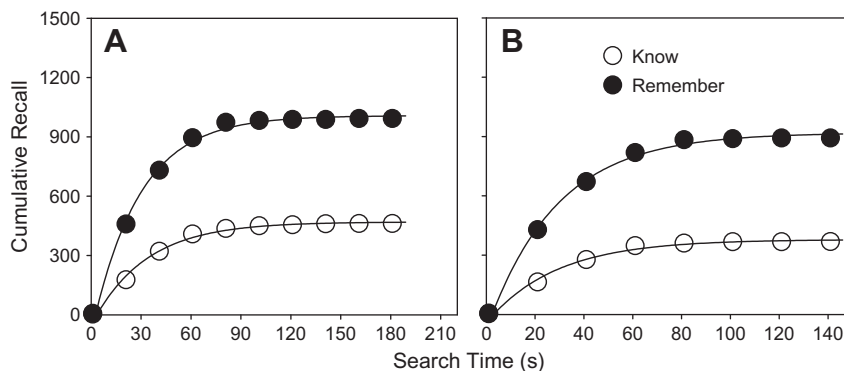 A
B
Know
Remember
Cumulative Recall
1500
1200
900
600
300
0
0 30 60 90 120 150 180 210
0 20 40 60 80 100 120 140
Search Time (s)